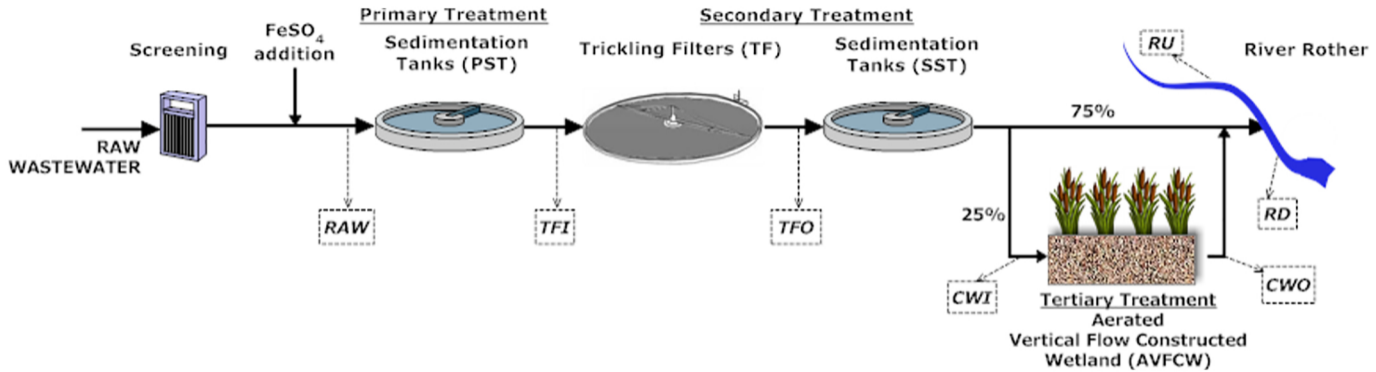 Primary Treatment
Secondary Treatment
Screening
FeSO₄
addition
Sedimentation
Tanks (PST)
Trickling Filters (TF)
Sedimentation
Tanks (SST)
RU
River Rother
RAW
WASTEWATER
75%
25%
RAW
TFI
TFO
RD
CWI
CWO
Tertiary Treatment
Aerated
Vertical Flow Constructed
Wetland (AVFCW)